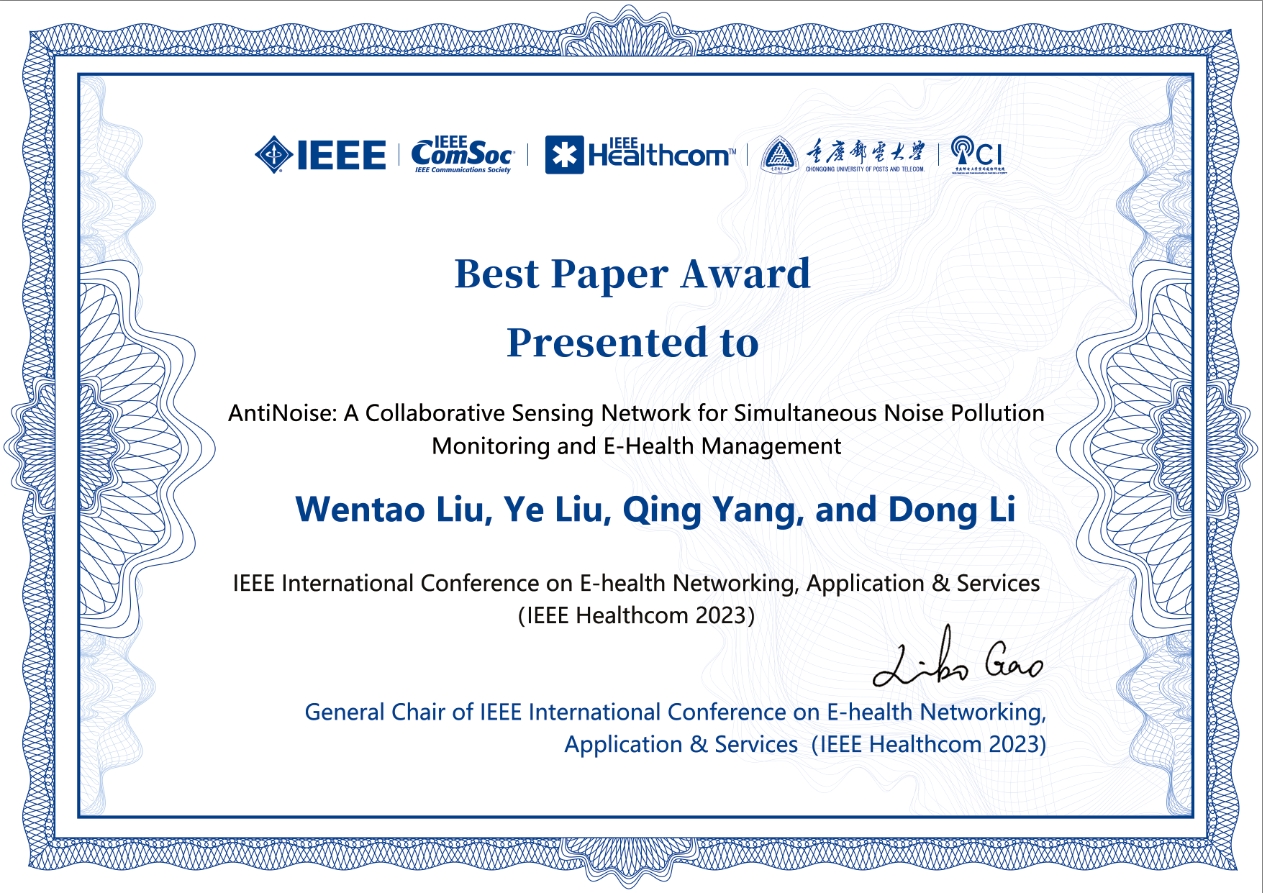 IEEE
IEEE ComSoc
IEEE Communications Society
IEEE Healthcom™
重庆邮电大学
CHONGQING UNIVERSITY OF POSTS AND TELECOM.
CI
Best Paper Award
Presented to
AntiNoise: A Collaborative Sensing Network for Simultaneous Noise Pollution
Monitoring and E-Health Management
Wentao Liu, Ye Liu, Qing Yang, and Dong Li
IEEE International Conference on E-health Networking, Application & Services
(IEEE Healthcom 2023)
Libo Gao
General Chair of IEEE International Conference on E-health Networking,
Application & Services (IEEE Healthcom 2023)